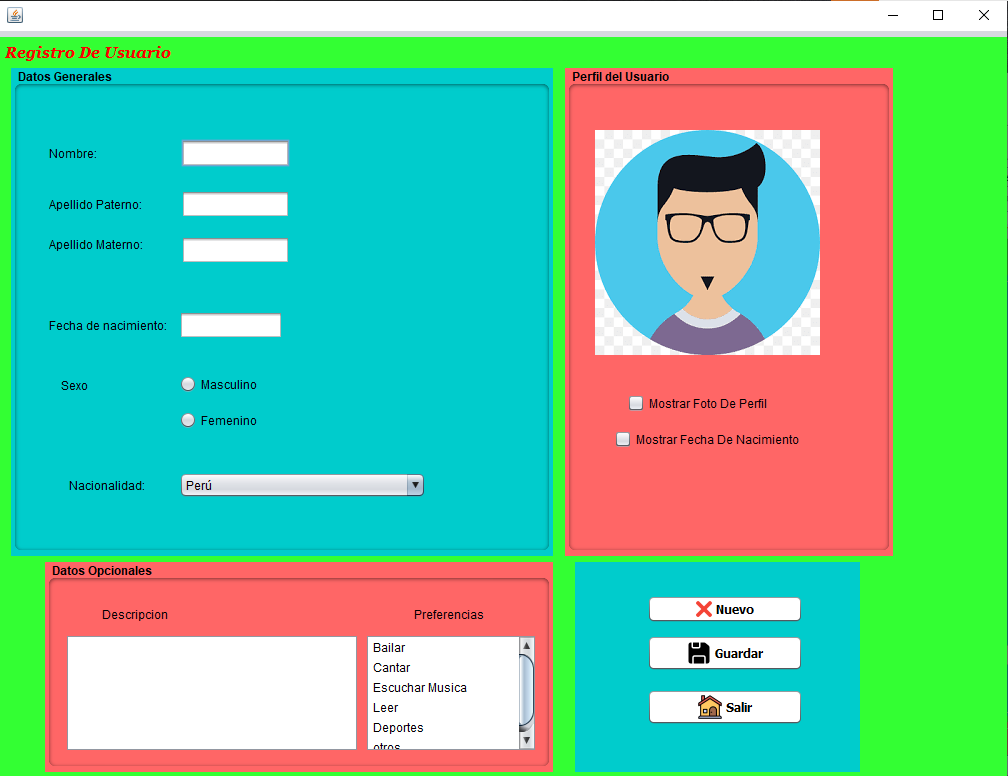 Registro De Usuario
Datos Generales
Nombre:
Apellido Paterno:
Apellido Materno:
Fecha de nacimiento:
Sexo
Masculino
Femenino
Nacionalidad:
Perú
Perfil del Usuario
Mostrar Foto De Perfil
Mostrar Fecha De Nacimiento
Datos Opcionales
Descripcion
Preferencias
Bailar
Cantar
Escuchar Musica
Leer
Deportes
otros
Nuevo
Guardar
Salir